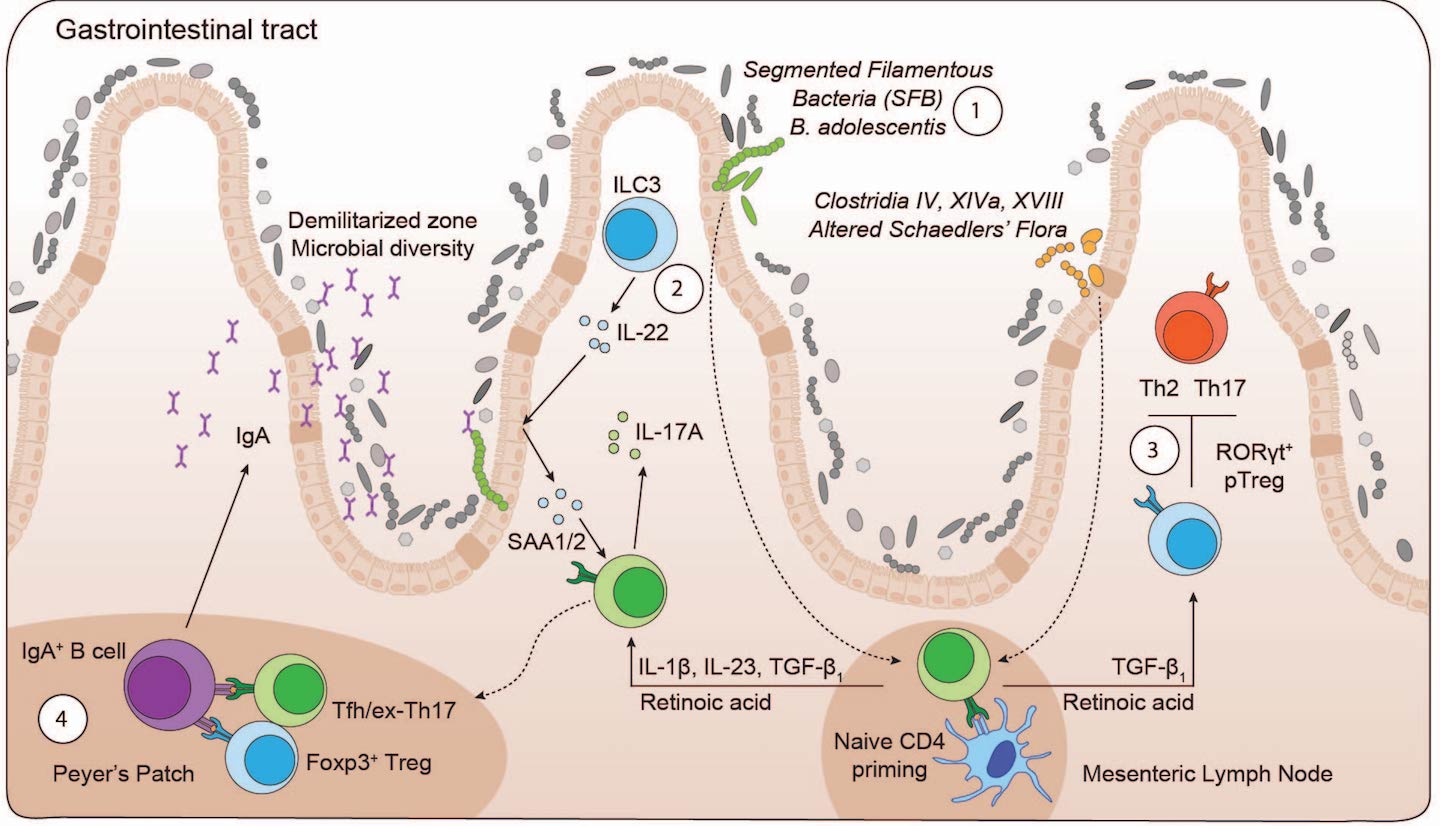 Gastrointestinal tract
Segmented Filamentous
Bacteria (SFB)
B. adolescentis
1
ILC3
2
IL-22
Clostridia IV, XIVa, XVIII
Altered Schaedlers’ Flora
Demilitarized zone
Microbial diversity
IgA
IL-17A
SAA1/2
Th2 Th17
3
RORγt⁺
pTreg
IgA⁺ B cell
4
Tfh/ex-Th17
Foxp3⁺ Treg
Peyer’s Patch
IL-1β, IL-23, TGF-β₁
Retinoic acid
TGF-β₁
Retinoic acid
Naive CD4
priming
Mesenteric Lymph Node